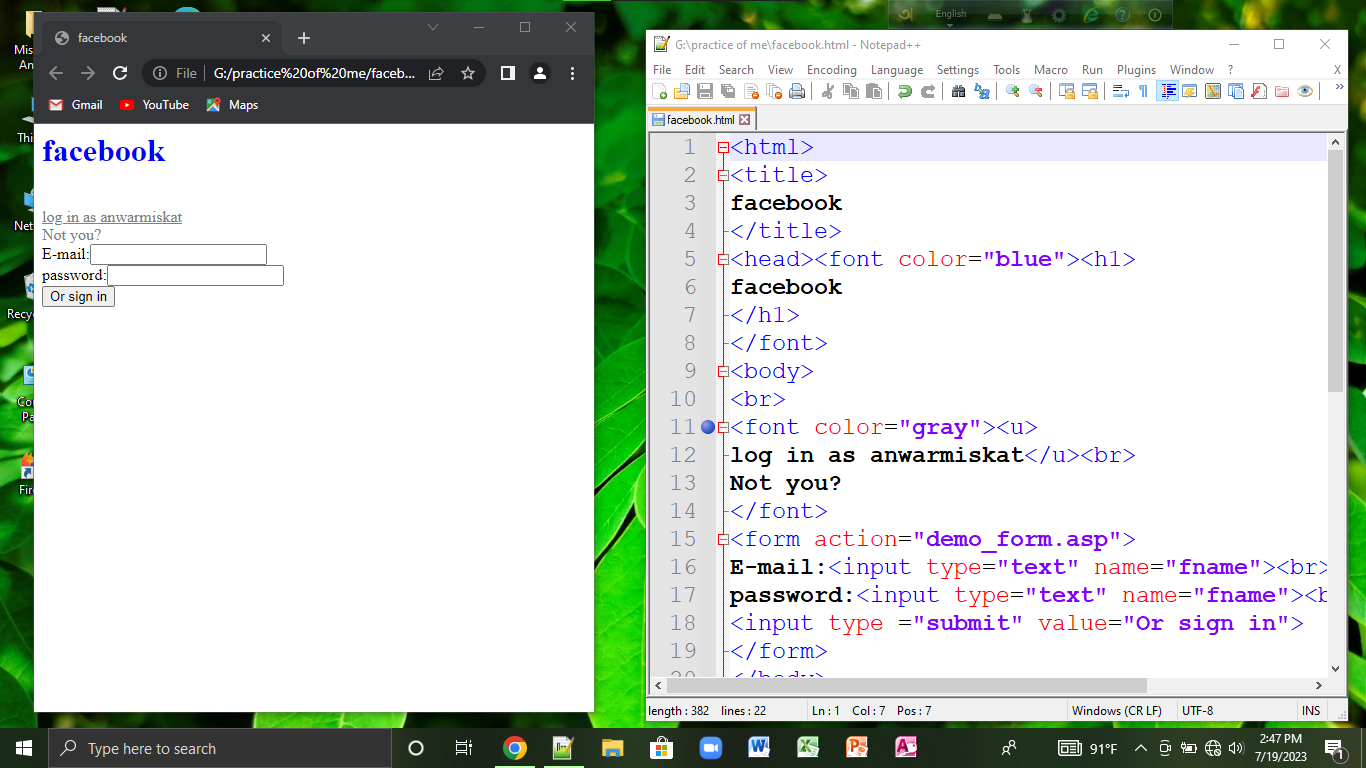 Mis
An
Thi
Net
Recyc
Co
Pa
Fire
facebook
File
G:/practice%20of%20me/faceb...
Gmail
YouTube
Maps
facebook
log in as anwarmiskat
Not you?
E-mail:
password:
Or sign in
English
G:\practice of me\facebook.html - Notepad++
File Edit Search View Encoding Language Settings Tools Macro Run Plugins Window ? X
facebook.html
1 <html>
2 <title>
3 facebook
4 </title>
5 <head><font color="blue"><h1>
6 facebook
7 </h1>
8 </font>
9 <body>
10 <br>
11 <font color="gray"><u>
12 log in as anwarmiskat</u><br>
13 Not you?
14 </font>
15 <form action="demo_form.asp">
16 E-mail:<input type="text" name="fname"><br>
17 password:<input type="text" name="fname"><b
18 <input type ="submit" value="Or sign in">
19 </form>
20 </body>
length : 382 lines : 22 Ln : 1 Col : 7 Pos : 7 Windows (CR LF) UTF-8 INS
Type here to search
91°F
2:47 PM
7/19/2023
1